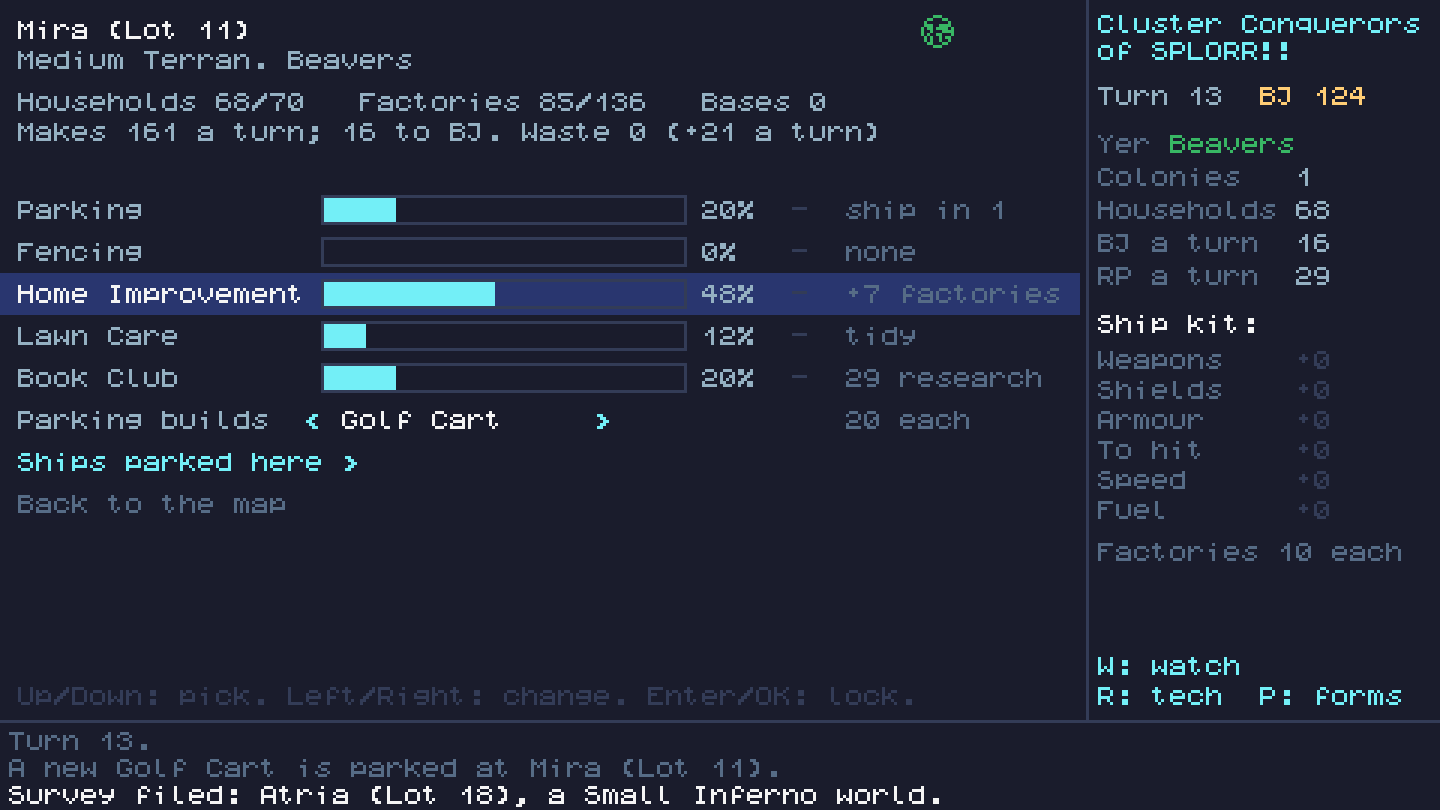 Mira (Lot 11)
Medium Terran. Beavers
Households 68/70 Factories 85/136 Bases 0
Makes 161 a turn; 16 to BJ. Waste 0 (+21 a turn)
Parking 20% - ship in 1
Fencing 0% - none
Home Improvement 48% - +7 factories
Lawn Care 12% - tidy
Book Club 20% - 29 research
Parking builds < Golf Cart > 20 each
Ships parked here >
Back to the map
Up/Down: pick. Left/Right: change. Enter/OK: lock.
Cluster Conquerors
of SPLORR!!
Turn 13 BJ 124
Yer Beavers
Colonies 1
Households 68
BJ a turn 16
RP a turn 29
Ship kit:
Weapons +0
Shields +0
Armour +0
To hit +0
Speed +0
Fuel +0
Factories 10 each
W: watch
R: tech P: forms
Turn 13.
A new Golf Cart is parked at Mira (Lot 11).
Survey filed: Atria (Lot 18), a Small Inferno world.